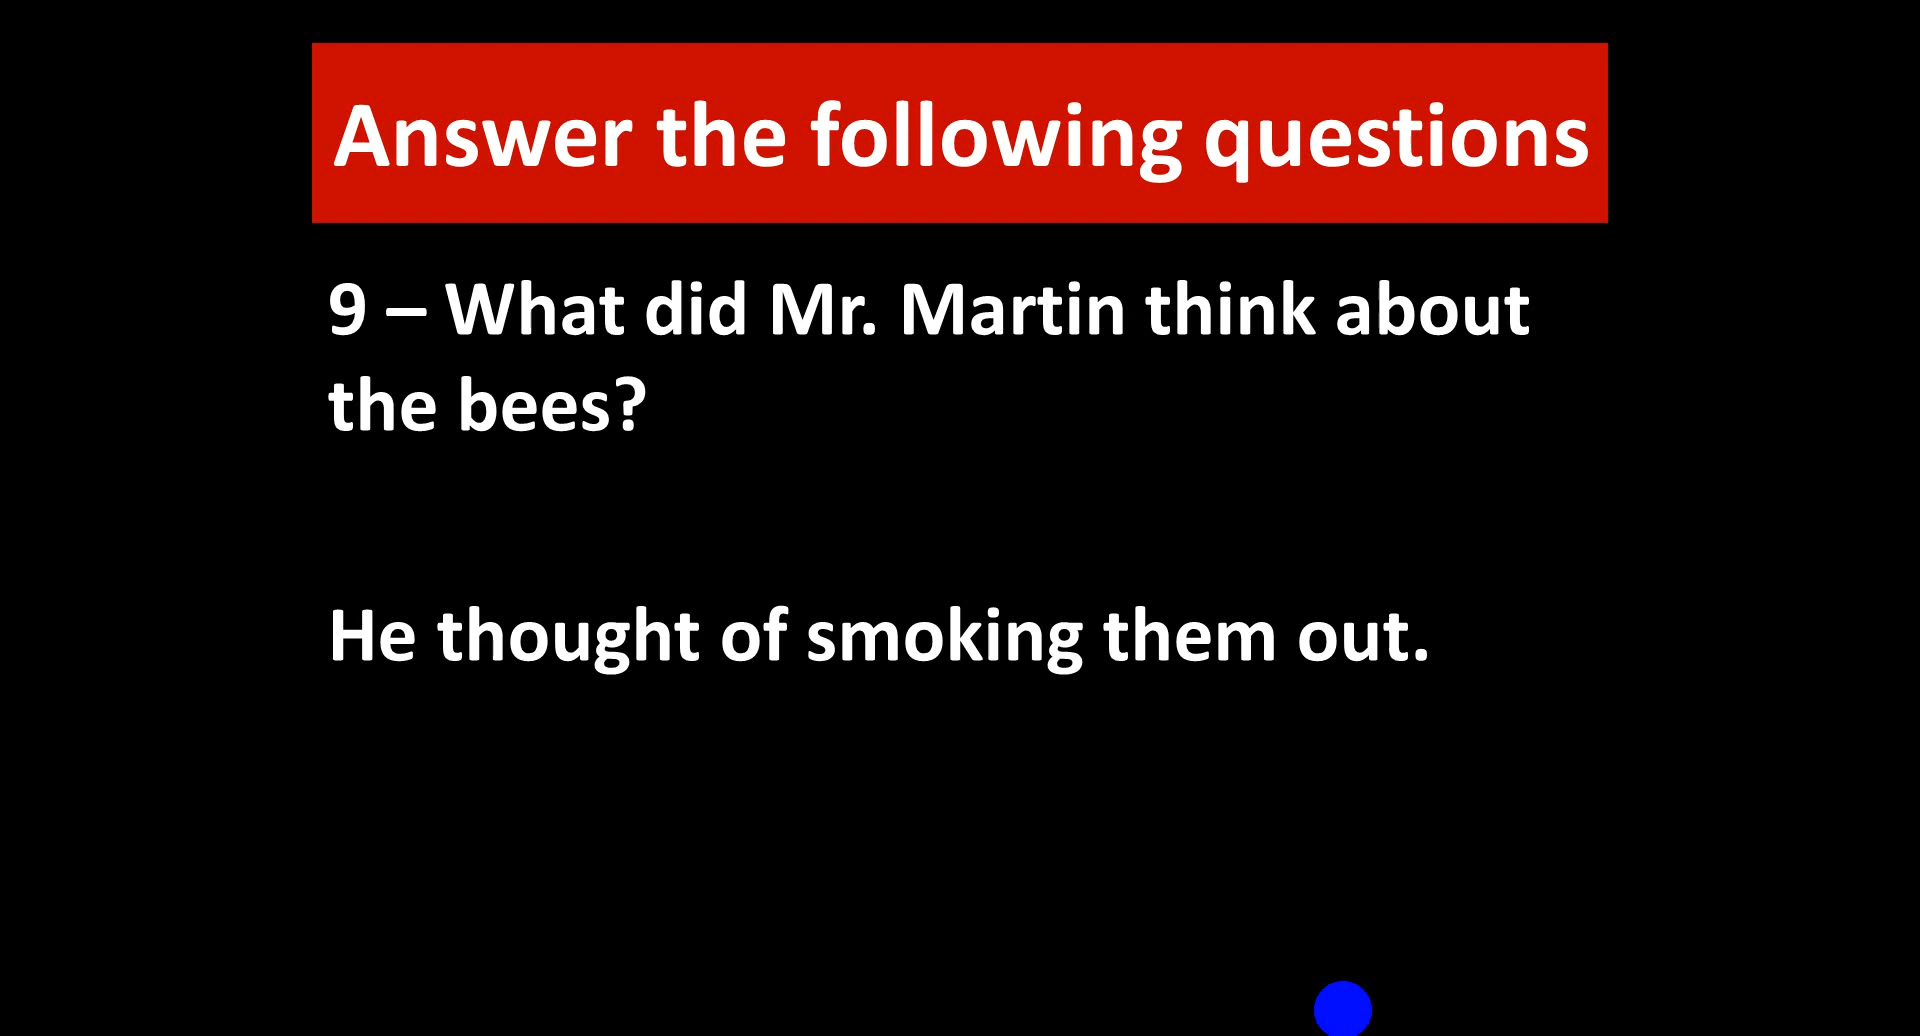 Answer the following questions
9 – What did Mr. Martin think about
the bees?
He thought of smoking them out.